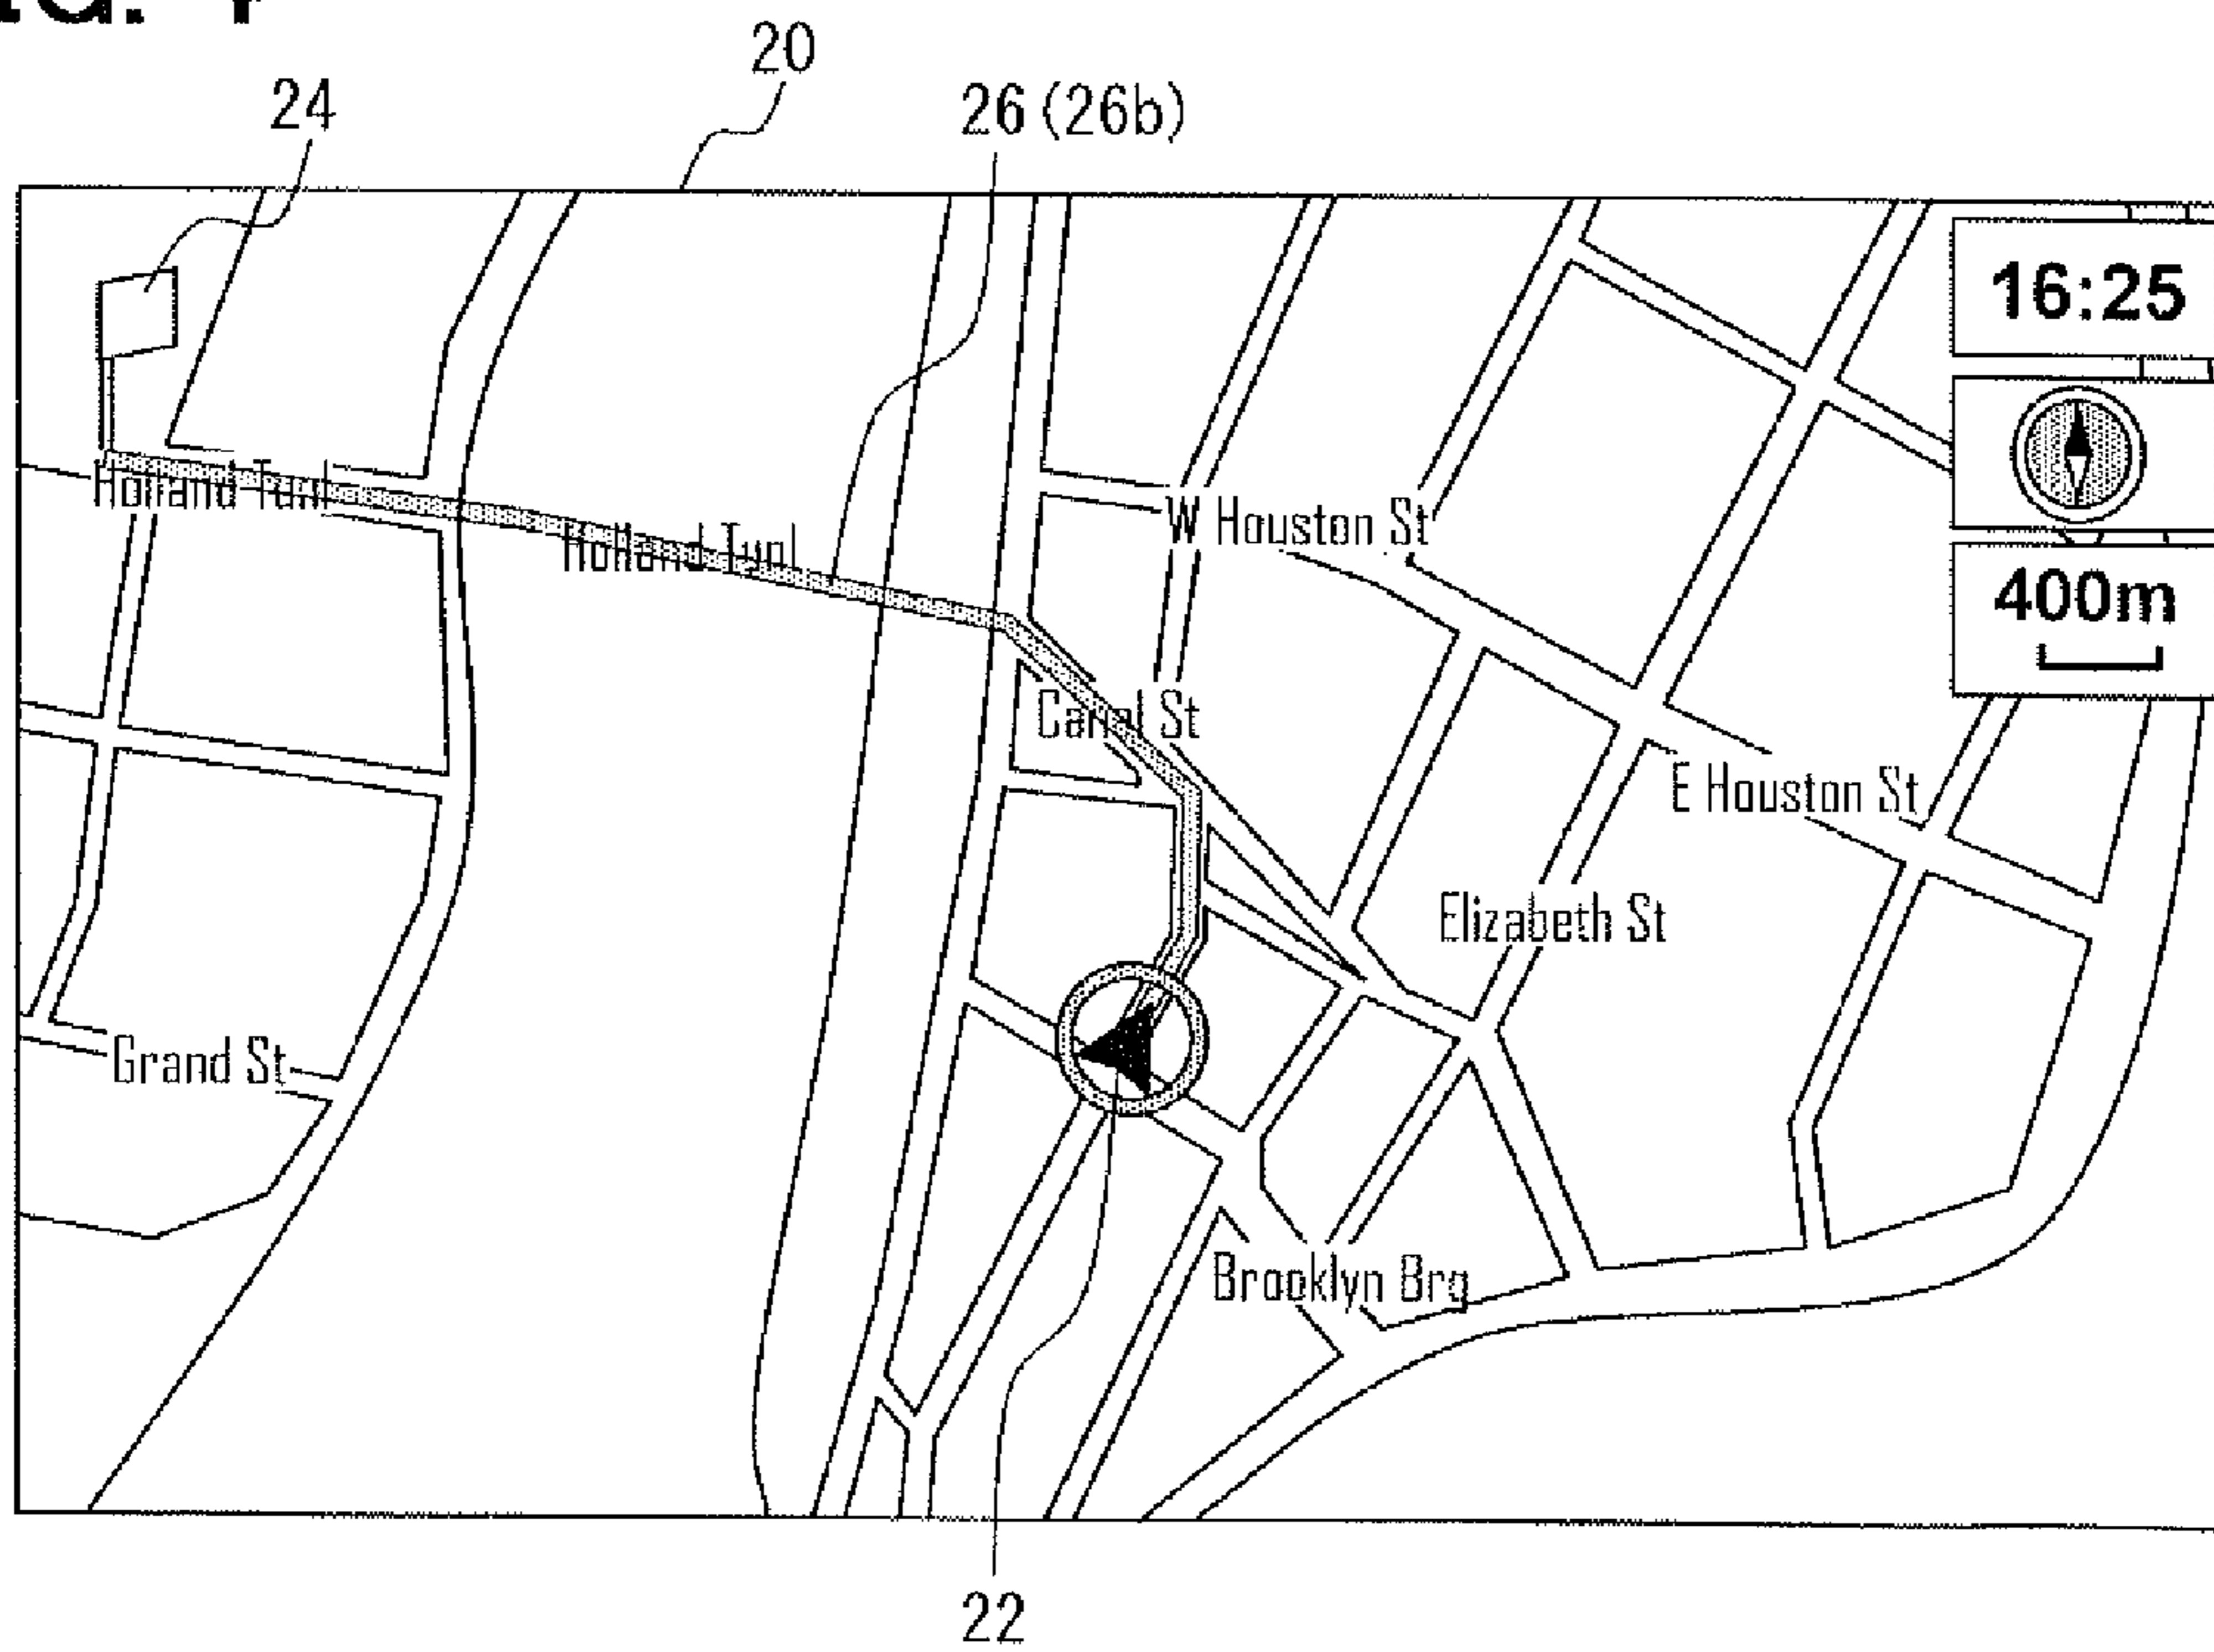 20
24
26 (26b)
16:25
Holland Tunl
W Houston St
Holland Tunl
400m
Canal St
E Houston St
Elizabeth St
Grand St
Brooklyn Brg
22